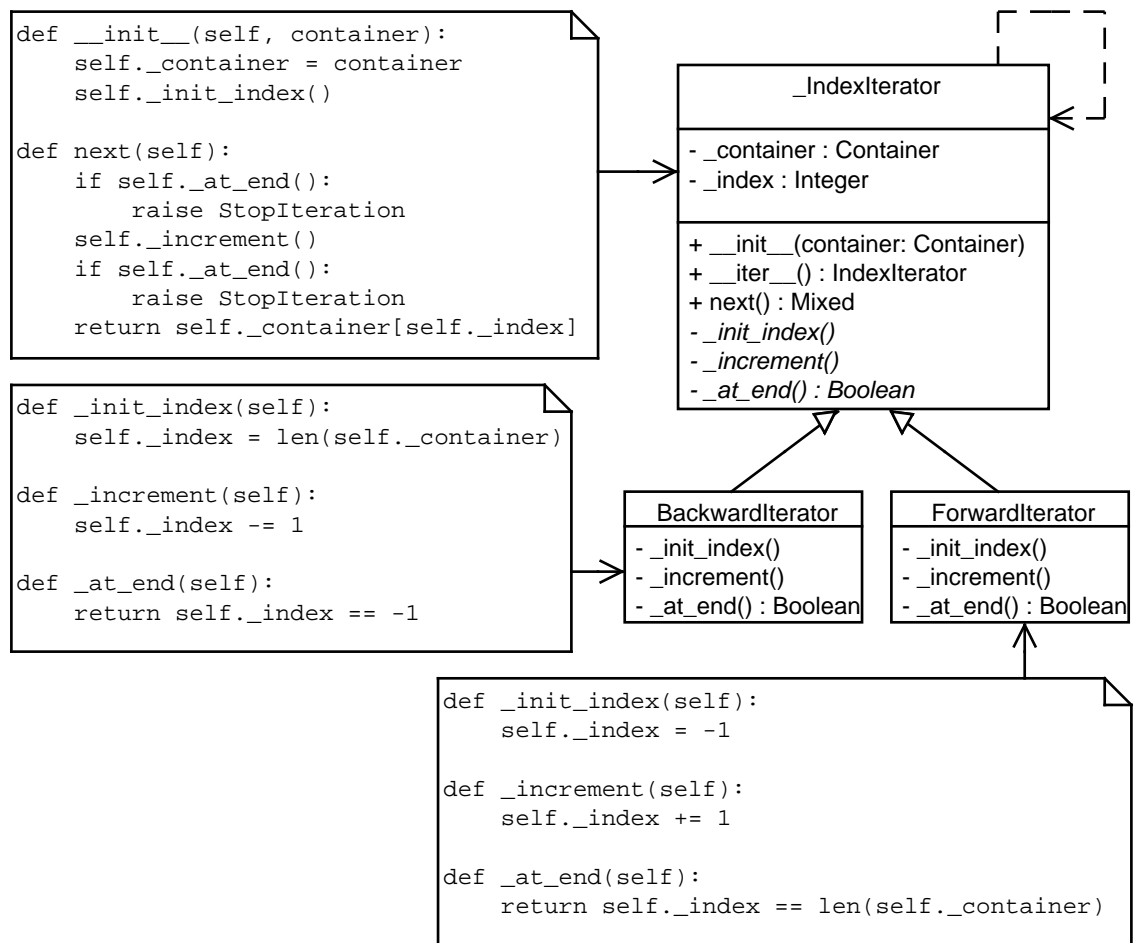 def __init__(self, container):
    self._container = container
    self._init_index()
def next(self):
    if self._at_end():
        raise StopIteration
    self._increment()
    if self._at_end():
        raise StopIteration
    return self._container[self._index]
_IndexIterator
- _container : Container
- _index : Integer
+ __init__(container: Container)
+ __iter__() : IndexIterator
+ next() : Mixed
- _init_index()
- _increment()
- _at_end() : Boolean
def _init_index(self):
    self._index = len(self._container)
def _increment(self):
    self._index -= 1
def _at_end(self):
    return self._index == -1
BackwardIterator
- _init_index()
- _increment()
- _at_end() : Boolean
ForwardIterator
- _init_index()
- _increment()
- _at_end() : Boolean
def _init_index(self):
    self._index = -1
def _increment(self):
    self._index += 1
def _at_end(self):
    return self._index == len(self._container)